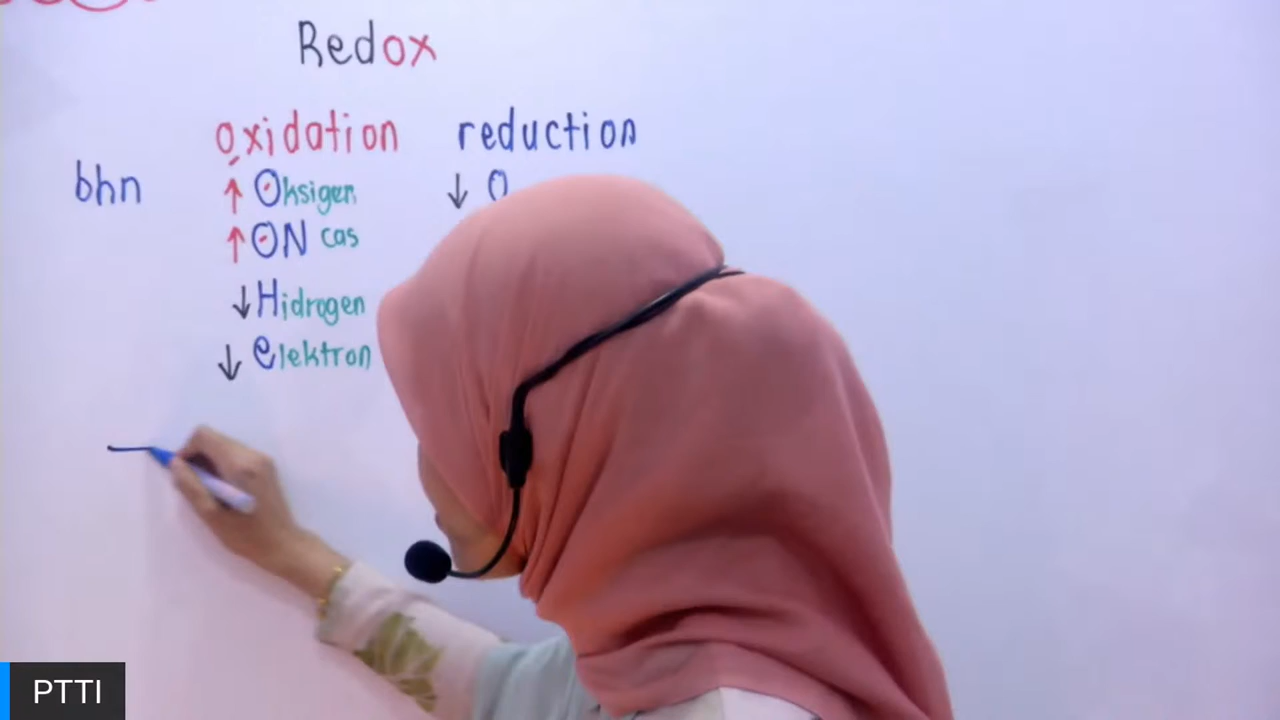 Redox
oxidation reduction
bhn ↑ Oksigen ↓ O
↑ ON cas
↓ Hidrogen
↓ elektron
PTTI